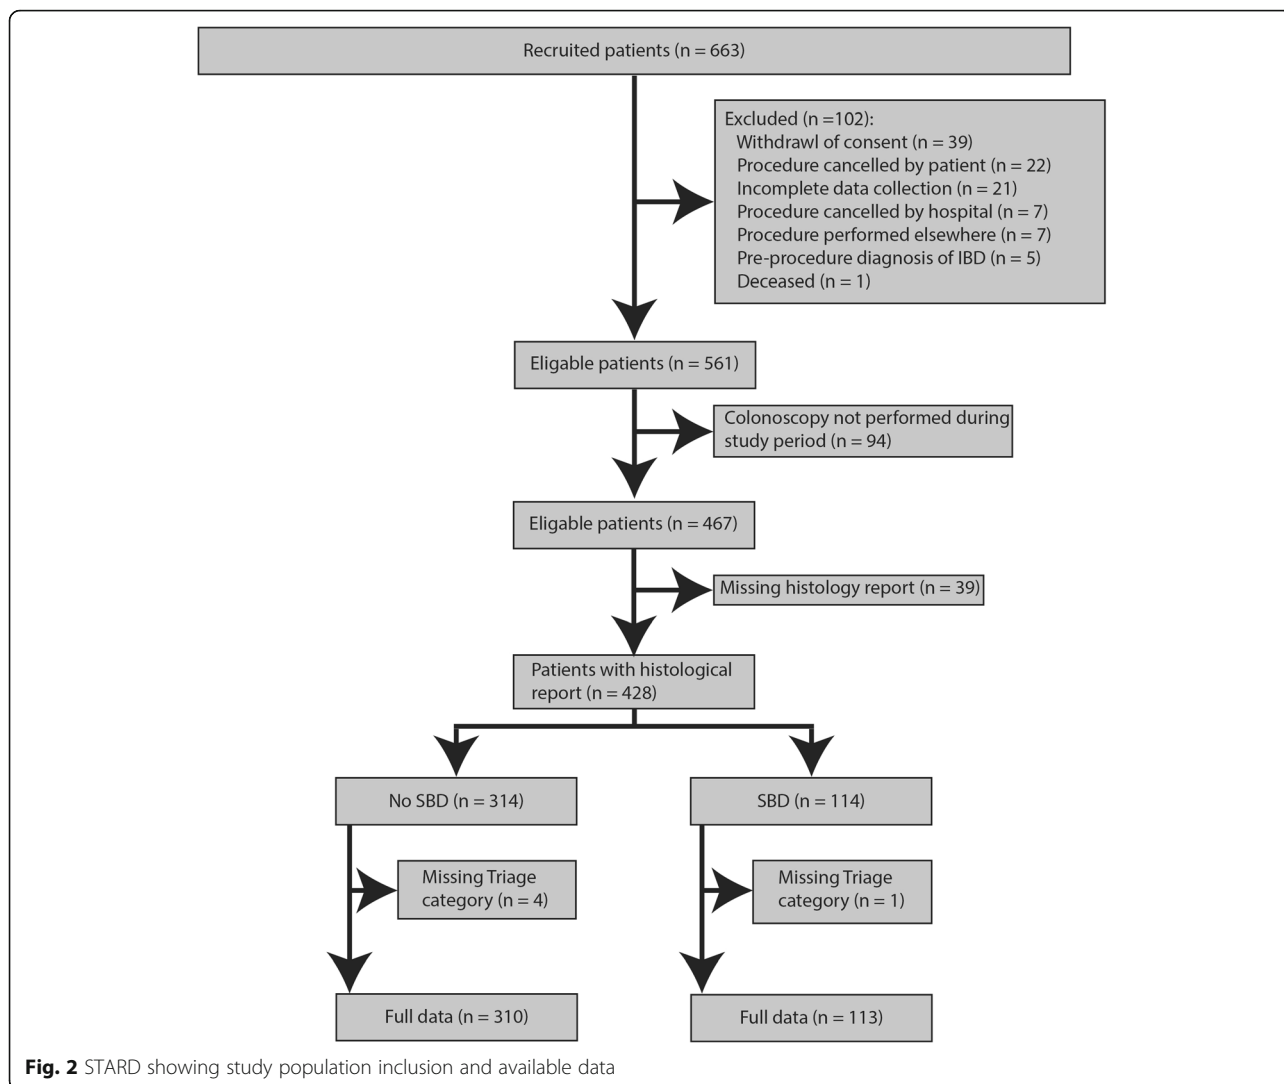 Recruited patients (n = 663)
Excluded (n =102):
Withdrawl of consent (n = 39)
Procedure cancelled by patient (n = 22)
Incomplete data collection (n = 21)
Procedure cancelled by hospital (n = 7)
Procedure performed elsewhere (n = 7)
Pre-procedure diagnosis of IBD (n = 5)
Deceased (n = 1)
Eligable patients (n = 561)
Colonoscopy not performed during
study period (n = 94)
Eligable patients (n = 467)
Missing histology report (n = 39)
Patients with histological
report (n = 428)
No SBD (n = 314)
SBD (n = 114)
Missing Triage
category (n = 4)
Missing Triage
category (n = 1)
Full data (n = 310)
Full data (n = 113)
Fig. 2 STARD showing study population inclusion and available data